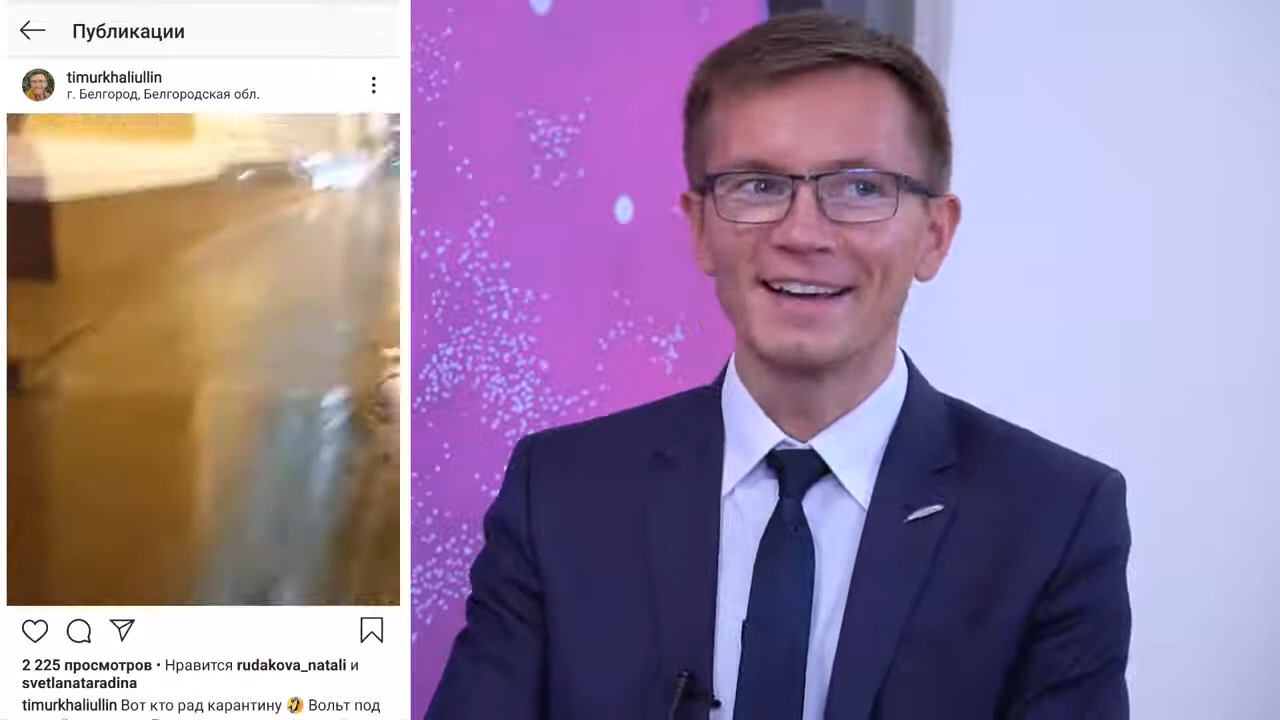 Публикации
timurkhaliullin
г. Белгород, Белгородская обл.
2 225 просмотров • Нравится rudakova_natali и
svetlanataradina
timurkhaliullin Вот кто рад карантину 🤣 Вольт под